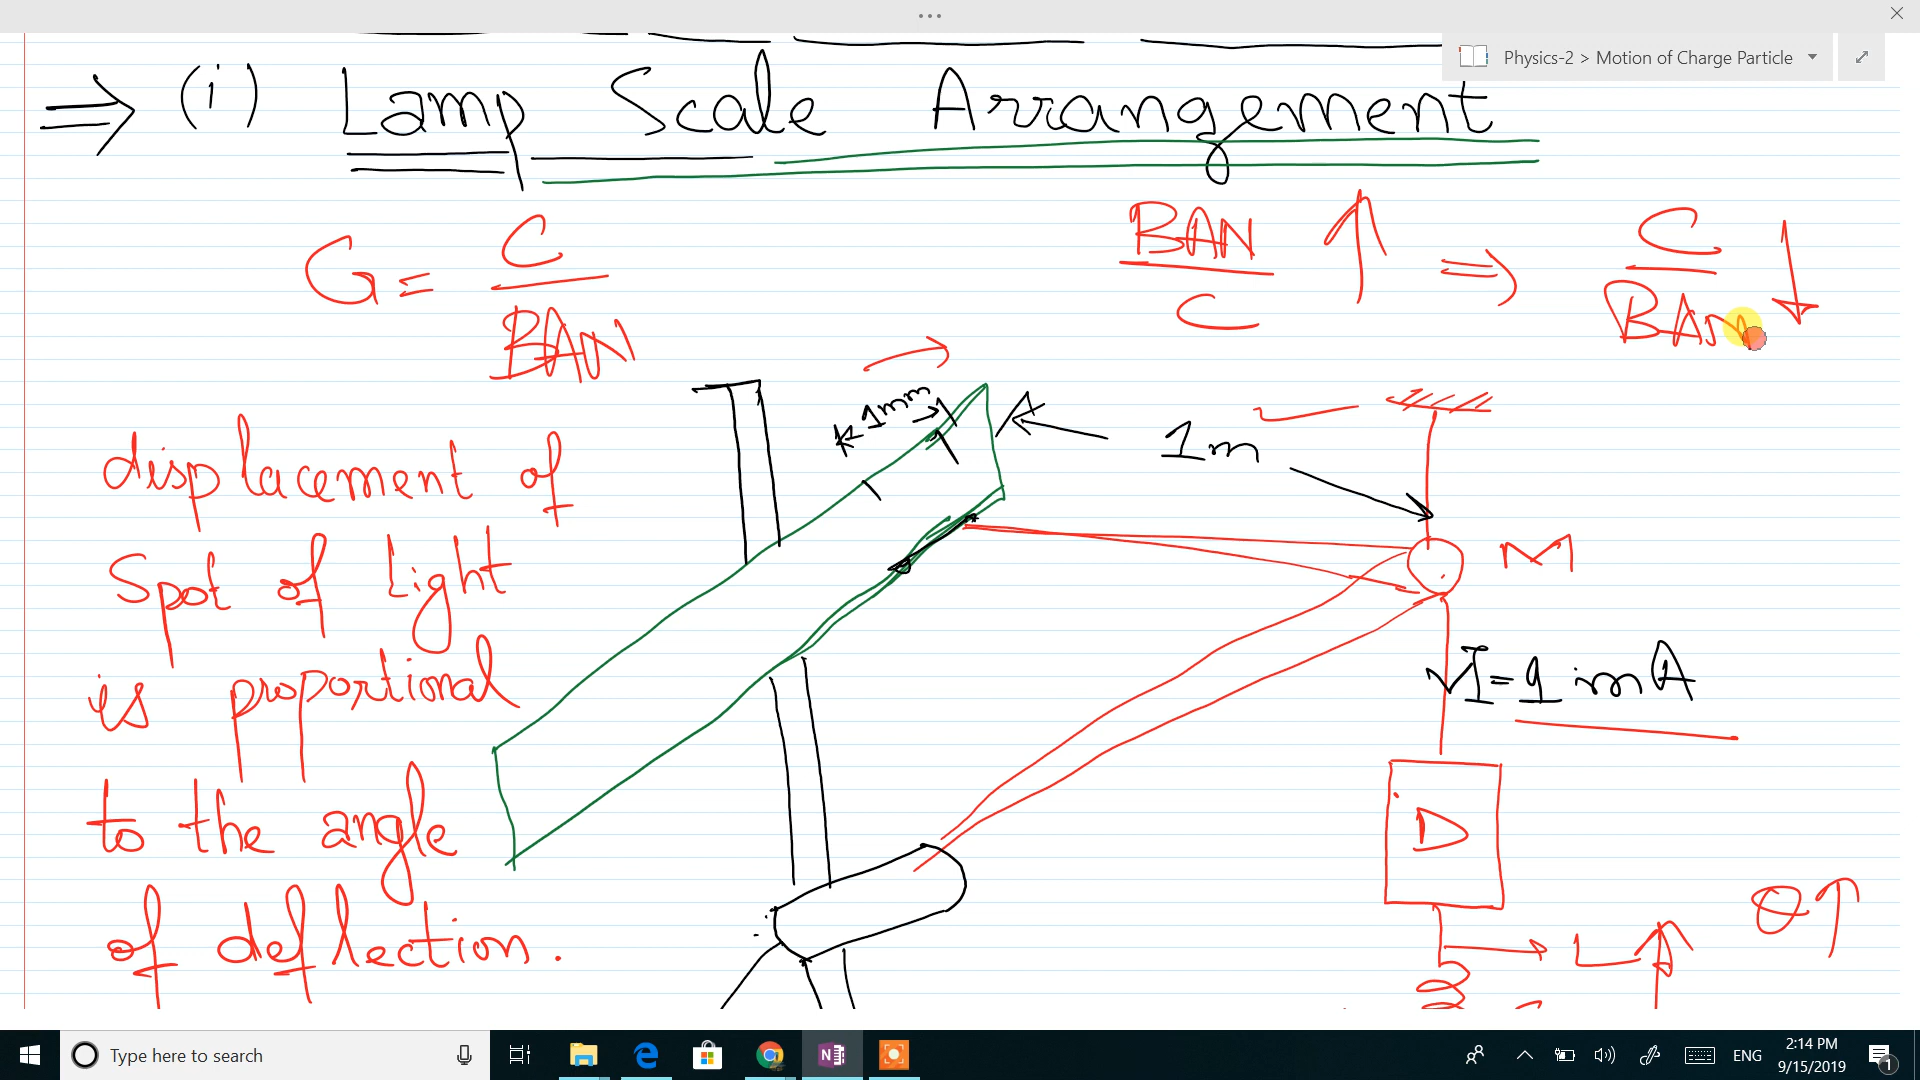 Physics-2 > Motion of Charge Particle
⇒ (i) Lamp Scale Arrangement
G = C / BAN
BAN / C ↑ ⇒ C / BAN ↓
1mm
1m
displacement of
Spot of Light
is proportional
to the angle
of deflection.
M
I = 1 mA
D
L ↑
θ ↑
Type here to search
ENG
2:14 PM
9/15/2019
1